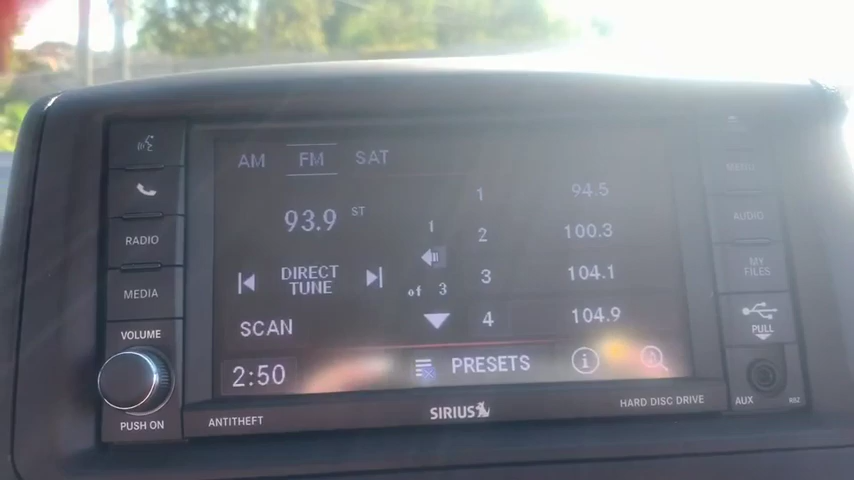 AM FM SAT
93.9 ST
DIRECT
TUNE
SCAN
2:50
1
of 3
1 94.5
2 100.3
3 104.1
4 104.9
PRESETS
RADIO
MEDIA
VOLUME
PUSH ON
ANTITHEFT
SIRIUS
HARD DISC DRIVE
MENU
AUDIO
MY
FILES
PULL
AUX